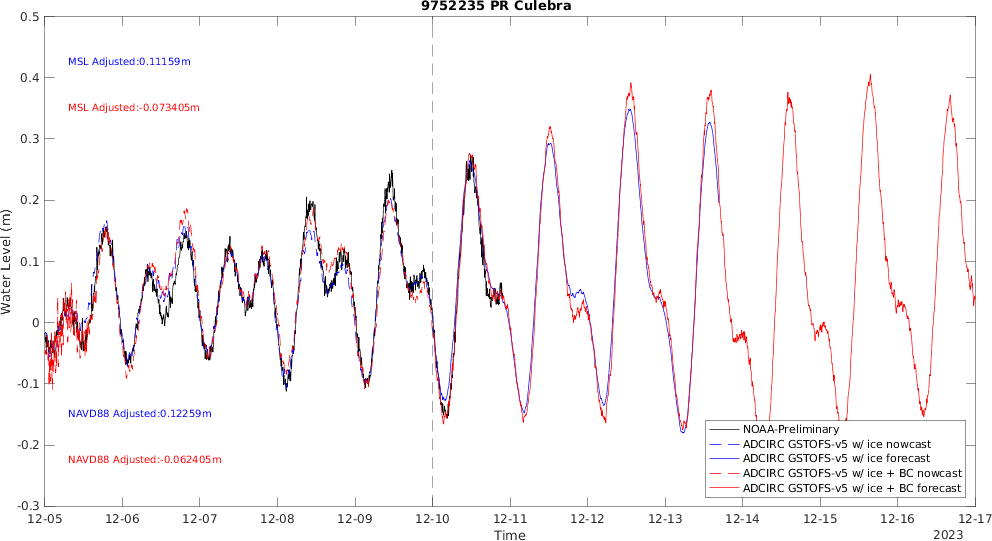 9752235 PR Culebra
MSL Adjusted:0.11159m
MSL Adjusted:-0.073405m
NAVD88 Adjusted:0.12259m
NAVD88 Adjusted:-0.062405m
Water Level (m)
0.5
0.4
0.3
0.2
0.1
0
-0.1
-0.2
-0.3
NOAA-Preliminary
ADCIRC GSTOFS-v5 w/ ice nowcast
ADCIRC GSTOFS-v5 w/ ice forecast
ADCIRC GSTOFS-v5 w/ ice + BC nowcast
ADCIRC GSTOFS-v5 w/ ice + BC forecast
12-05 12-06 12-07 12-08 12-09 12-10 12-11 12-12 12-13 12-14 12-15 12-16 12-17
Time
2023